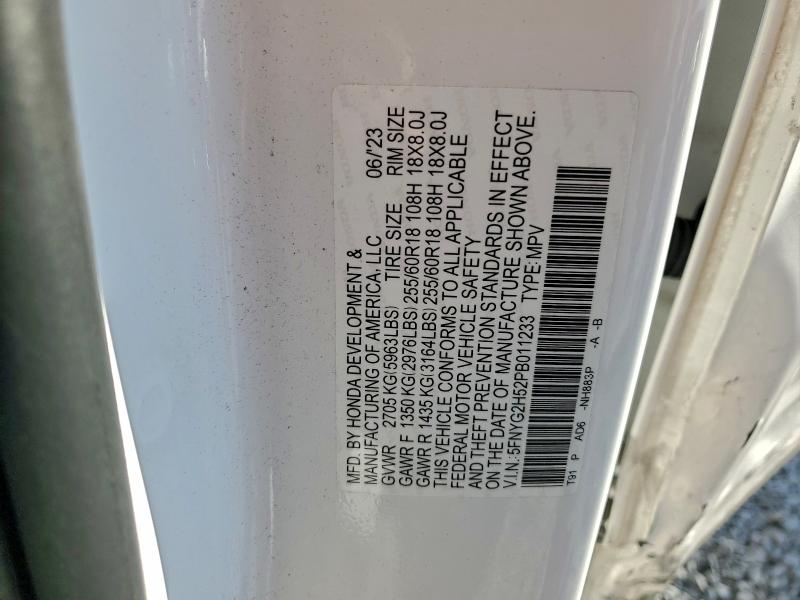 MFD. BY HONDA DEVELOPMENT &
MANUFACTURING OF AMERICA, LLC 06/'23
GVWR 2705 KG(5963LBS) TIRE SIZE RIM SIZE
GAWR F 1350 KG(2976LBS)255/60R18 108H 18X8.0J
GAWR R 1435 KG(3164LBS)255/60R18 108H 18X8.0J
THIS VEHICLE CONFORMS TO ALL APPLICABLE
FEDERAL MOTOR VEHICLE SAFETY
AND THEFT PREVENTION STANDARDS IN EFFECT
ON THE DATE OF MANUFACTURE SHOWN ABOVE.
V.I.N.:5FNYG2H52PB011233 TYPE:MPV
T91 P AD6 -NH883P -A -B